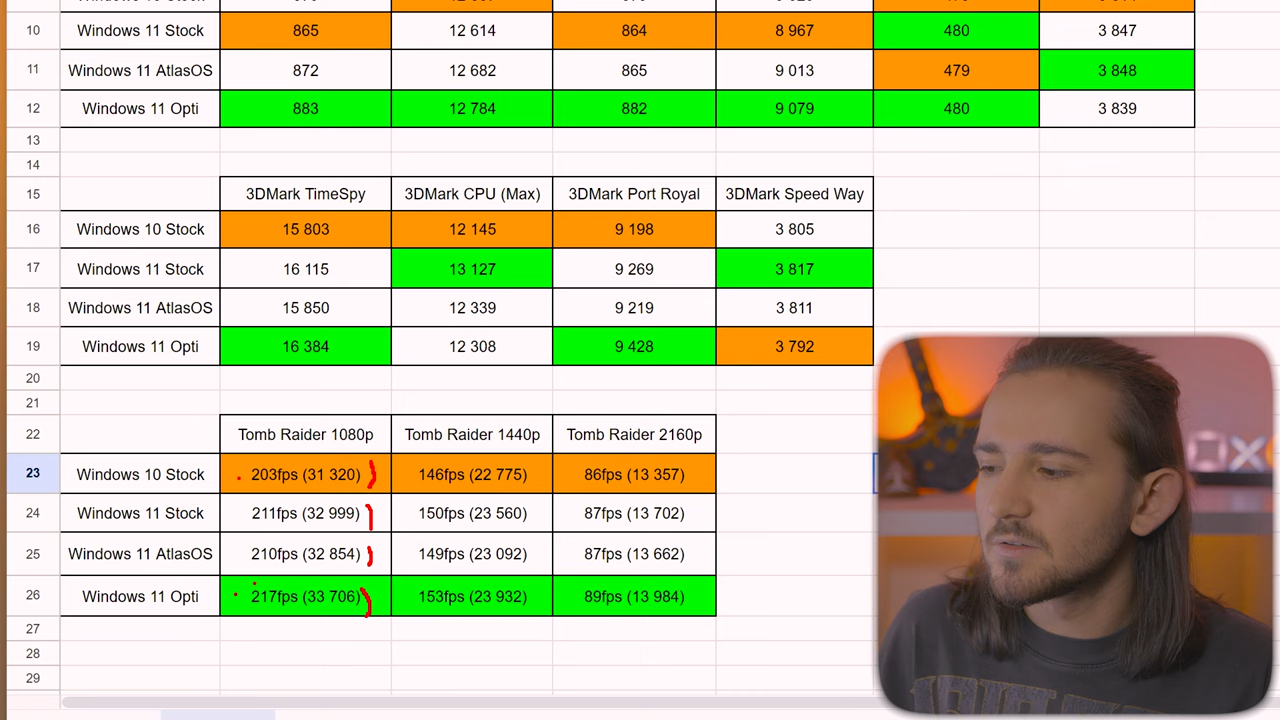 10 Windows 11 Stock 865 12 614 864 8 967 480 3 847
11 Windows 11 AtlasOS 872 12 682 865 9 013 479 3 848
12 Windows 11 Opti 883 12 784 882 9 079 480 3 839
13
14
15 3DMark TimeSpy 3DMark CPU (Max) 3DMark Port Royal 3DMark Speed Way
16 Windows 10 Stock 15 803 12 145 9 198 3 805
17 Windows 11 Stock 16 115 13 127 9 269 3 817
18 Windows 11 AtlasOS 15 850 12 339 9 219 3 811
19 Windows 11 Opti 16 384 12 308 9 428 3 792
20
21
22 Tomb Raider 1080p Tomb Raider 1440p Tomb Raider 2160p
23 Windows 10 Stock 203fps (31 320) 146fps (22 775) 86fps (13 357)
24 Windows 11 Stock 211fps (32 999) 150fps (23 560) 87fps (13 702)
25 Windows 11 AtlasOS 210fps (32 854) 149fps (23 092) 87fps (13 662)
26 Windows 11 Opti 217fps (33 706) 153fps (23 932) 89fps (13 984)
27
28
29